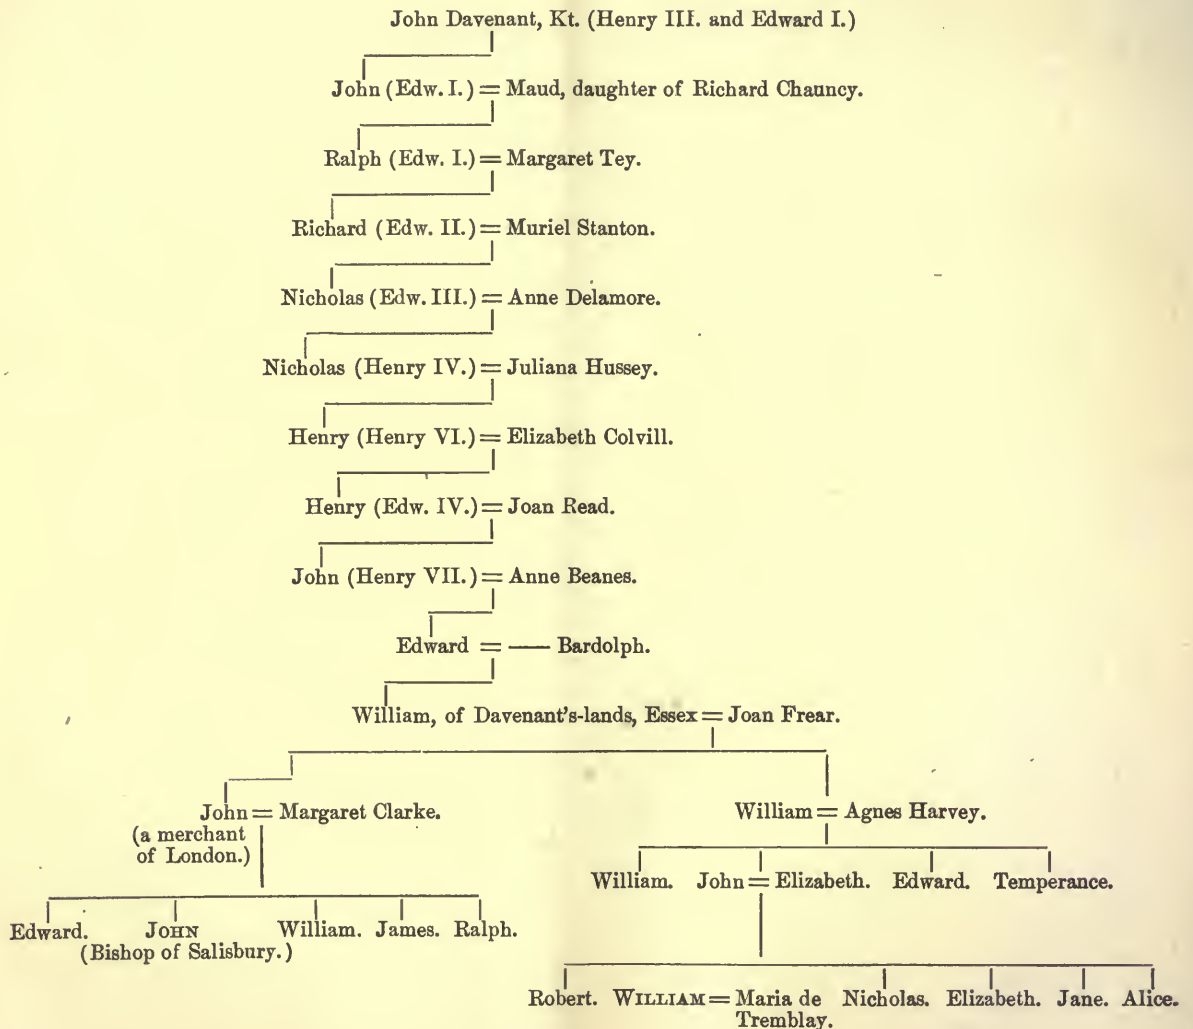 John Davenant, Kt. (Henry III. and Edward I.)
John (Edw. I.) = Maud, daughter of Richard Chauncy.
Ralph (Edw. I.) = Margaret Tey.
Richard (Edw. II.) = Muriel Stanton.
Nicholas (Edw. III.) = Anne Delamore.
Nicholas (Henry IV.) = Juliana Hussey.
Henry (Henry VI.) = Elizabeth Colvill.
Henry (Edw. IV.) = Joan Read.
John (Henry VII.) = Anne Beanes.
Edward = — Bardolph.
William, of Davenant's-lands, Essex = Joan Frear.
John = Margaret Clarke.
(a merchant
of London.)
William = Agnes Harvey.
William. John = Elizabeth. Edward. Temperance.
Edward. JOHN William. James. Ralph.
(Bishop of Salisbury.)
Robert. WILLIAM = Maria de Nicholas. Elizabeth. Jane. Alice.
Tremblay.